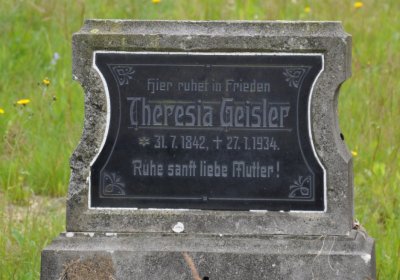 Hier ruhet in Frieden
Theresia Geisler
* 31.7.1842, + 27.1.1934.
Ruhe sanft liebe Mutter!